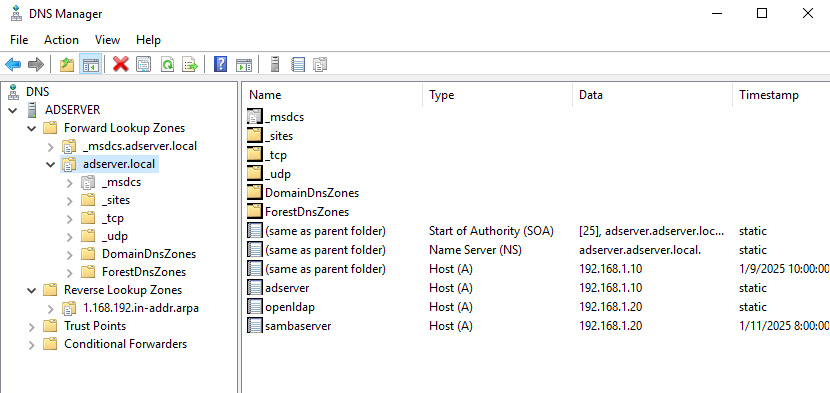 DNS Manager
File Action View Help
DNS
ADSERVER
Forward Lookup Zones
_msdcs.adserver.local
adserver.local
_msdcs
_sites
_tcp
_udp
DomainDnsZones
ForestDnsZones
Reverse Lookup Zones
1.168.192.in-addr.arpa
Trust Points
Conditional Forwarders
Name Type Data Timestamp
_msdcs
_sites
_tcp
_udp
DomainDnsZones
ForestDnsZones
(same as parent folder) Start of Authority (SOA) [25], adserver.adserver.loc... static
(same as parent folder) Name Server (NS) adserver.adserver.local. static
(same as parent folder) Host (A) 192.168.1.10 1/9/2025 10:00:00
adserver Host (A) 192.168.1.10 static
openldap Host (A) 192.168.1.20 static
sambaserver Host (A) 192.168.1.20 1/11/2025 8:00:00